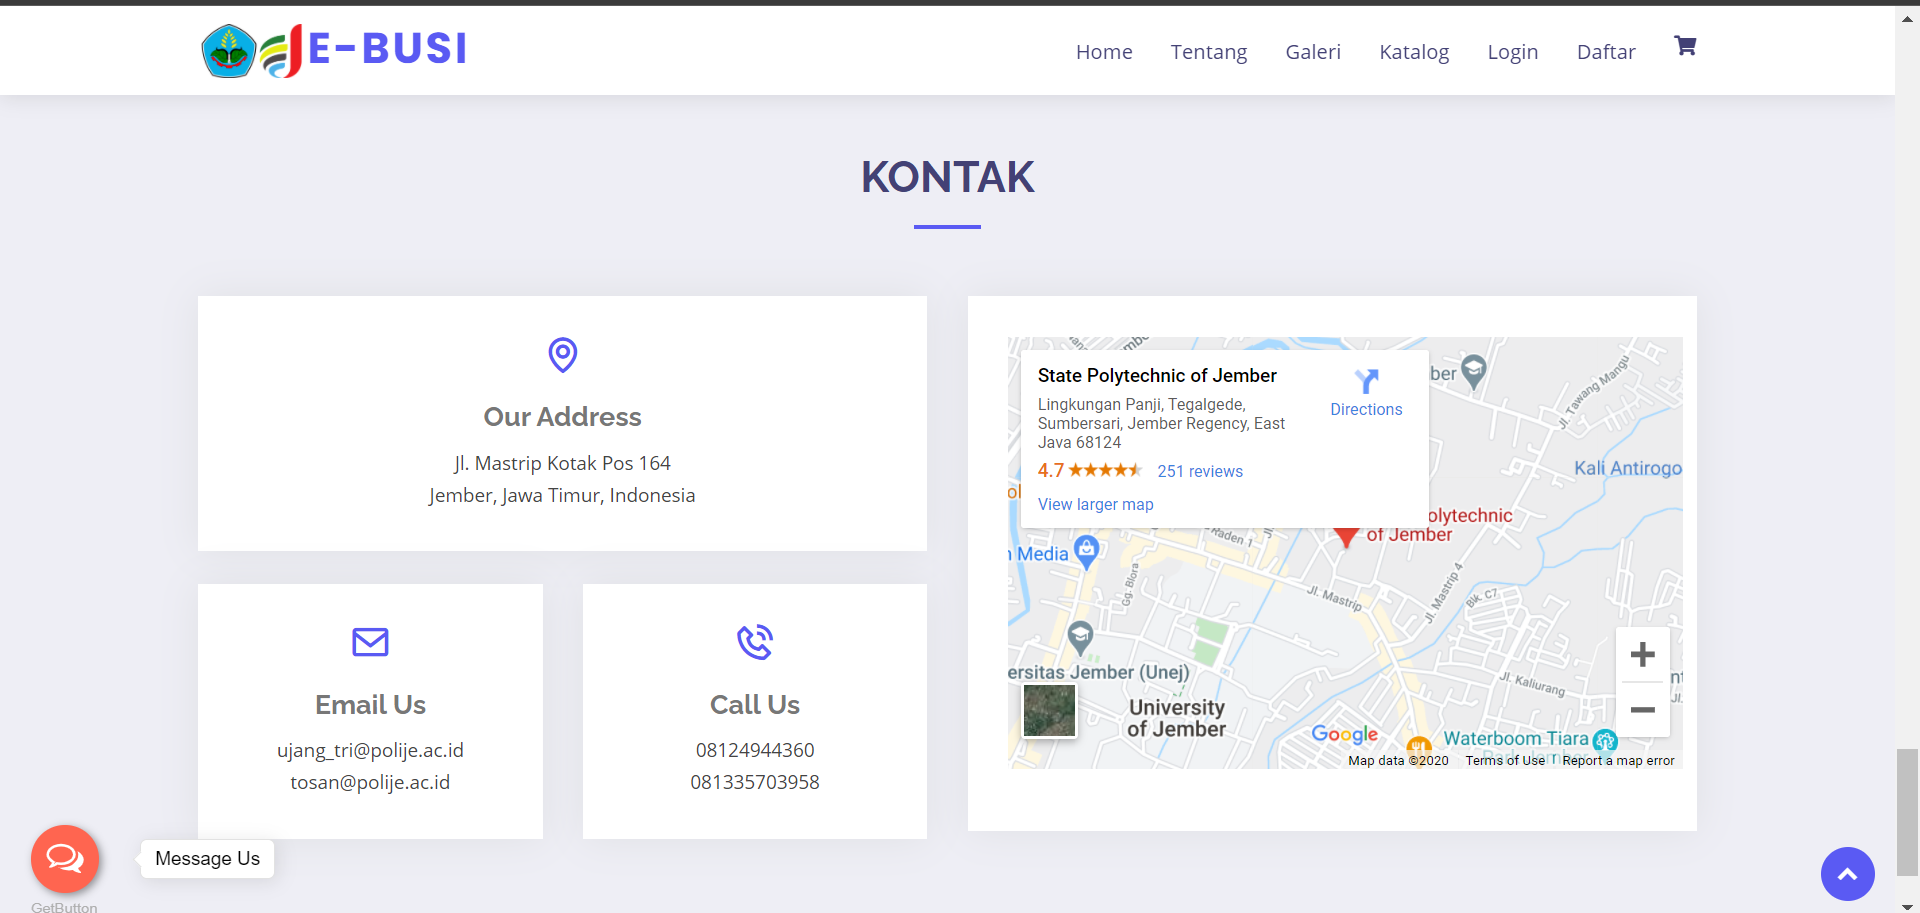 E-BUSI
Home
Tentang
Galeri
Katalog
Login
Daftar
KONTAK
Our Address
Jl. Mastrip Kotak Pos 164
Jember, Jawa Timur, Indonesia
Email Us
ujang_tri@polije.ac.id
tosan@polije.ac.id
Call Us
08124944360
081335703958
State Polytechnic of Jember
Lingkungan Panji, Tegalgede,
Sumbersari, Jember Regency, East
Java 68124
4.7
251 reviews
View larger map
Directions
ber
Jl. Tawang Mangu
Kali Antirogo
olytechnic
of Jember
Raden 1
n Media
Gg. Blora
Jl. Mastrip
Jl. Mastrip 4
Bk. C7
Jl. Kaliurang
ersitas Jember (Unej)
University
of Jember
Google
Waterboom Tiara
Park Jember
Map data ©2020
Terms of Use
Report a map error
Message Us
GetButton